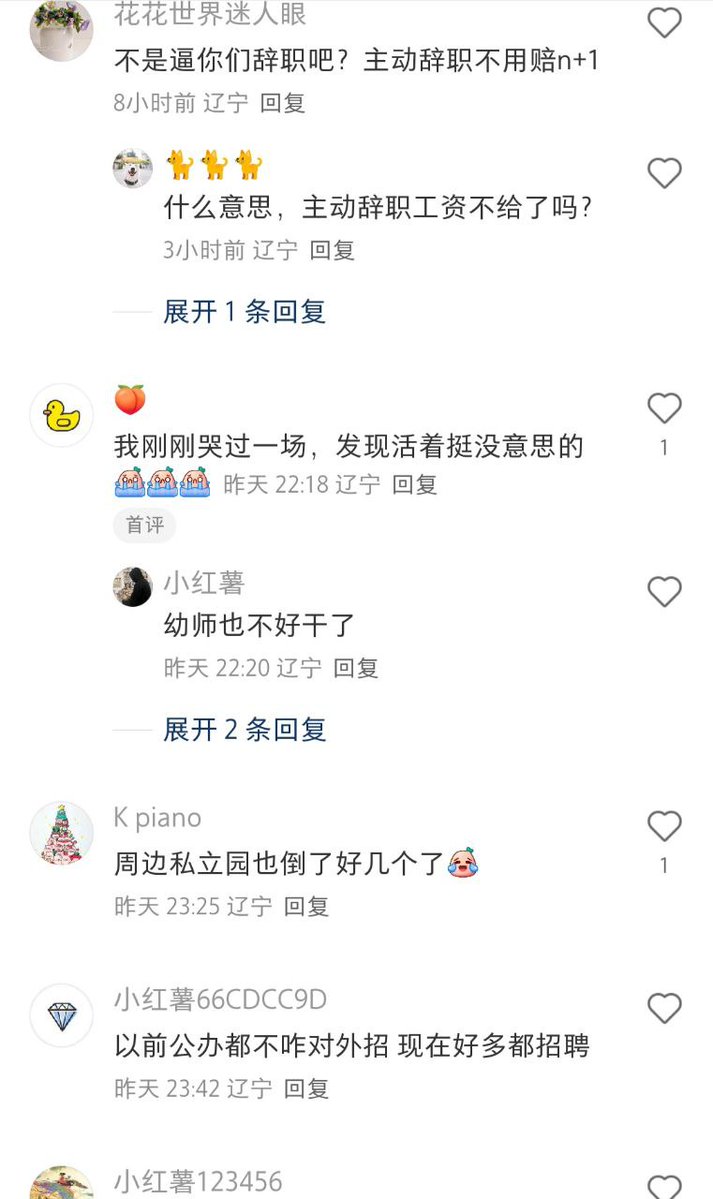 花花世界迷人眼
不是逼你们辞职吧？主动辞职不用赔n+1
8小时前 辽宁 回复
🐈🐈🐈
什么意思，主动辞职工资不给了吗？
3小时前 辽宁 回复
展开 1 条回复
🍑
我刚刚哭过一场，发现活着挺没意思的
1
昨天 22:18 辽宁 回复
首评
小红薯
幼师也不好干了
昨天 22:20 辽宁 回复
展开 2 条回复
K piano
周边私立园也倒了好几个了
1
昨天 23:25 辽宁 回复
小红薯66CDCC9D
以前公办都不咋对外招 现在好多都招聘
昨天 23:42 辽宁 回复
小红薯123456